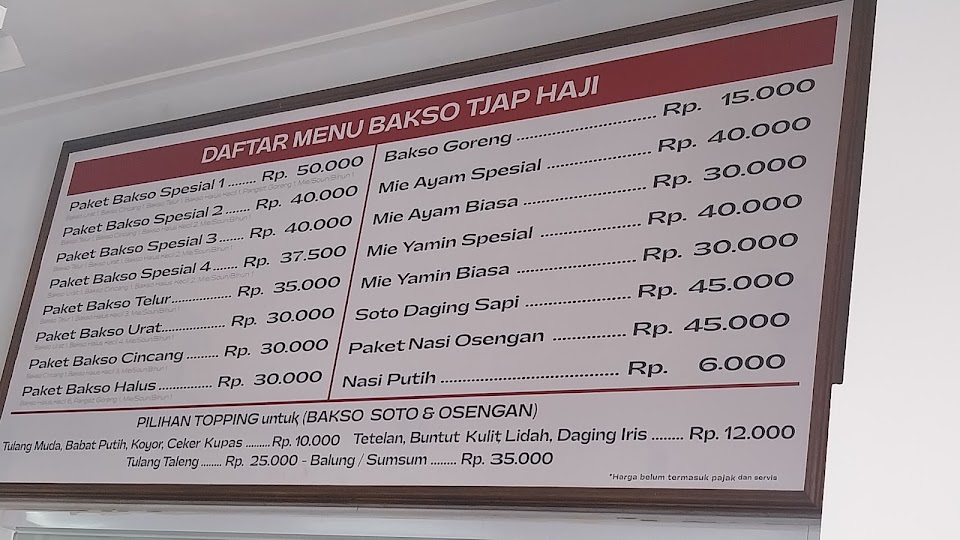 DAFTAR MENU BAKSO TJAP HAJI
Paket Bakso Spesial 1 ........ Rp. 50.000
Paket Bakso Spesial 2 ....... Rp. 40.000
Paket Bakso Spesial 3 ....... Rp. 40.000
Paket Bakso Spesial 4 ....... Rp. 37.500
Paket Bakso Telur ................. Rp. 35.000
Paket Bakso Urat .................. Rp. 30.000
Paket Bakso Cincang ......... Rp. 30.000
Paket Bakso Halus ............... Rp. 30.000
Bakso Goreng ................................ Rp. 15.000
Mie Ayam Spesial ........................ Rp. 40.000
Mie Ayam Biasa ............................ Rp. 30.000
Mie Yamin Spesial ....................... Rp. 40.000
Mie Yamin Biasa ........................... Rp. 30.000
Soto Daging Sapi ........................ Rp. 45.000
Paket Nasi Osengan .................. Rp. 45.000
Nasi Putih ........................................ Rp. 6.000
PILIHAN TOPPING untuk (BAKSO SOTO & OSENGAN)
Tulang Muda, Babat Putih, Koyor, Ceker Kupas ......... Rp. 10.000 Tetelan, Buntut Kulit, Lidah, Daging Iris ........ Rp. 12.000
Tulang Taleng ........ Rp. 25.000 - Balung / Sumsum ........ Rp. 35.000
*Harga belum termasuk pajak dan servis